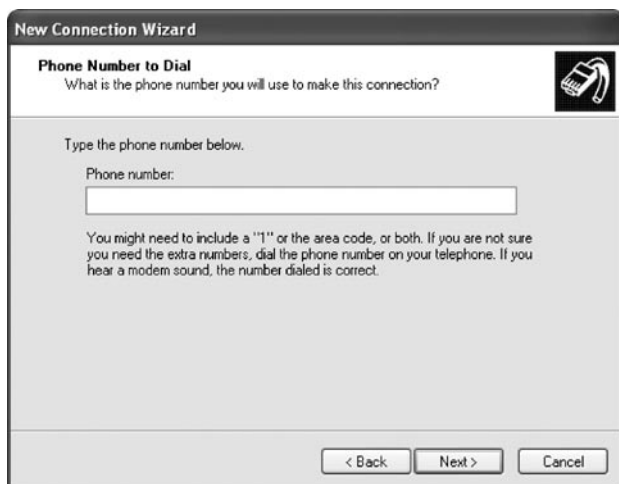 New Connection Wizard
Phone Number to Dial
What is the phone number you will use to make this connection?
Type the phone number below.
Phone number:
You might need to include a "1" or the area code, or both. If you are not sure
you need the extra numbers, dial the phone number on your telephone. If you
hear a modem sound, the number dialed is correct.
< Back Next > Cancel